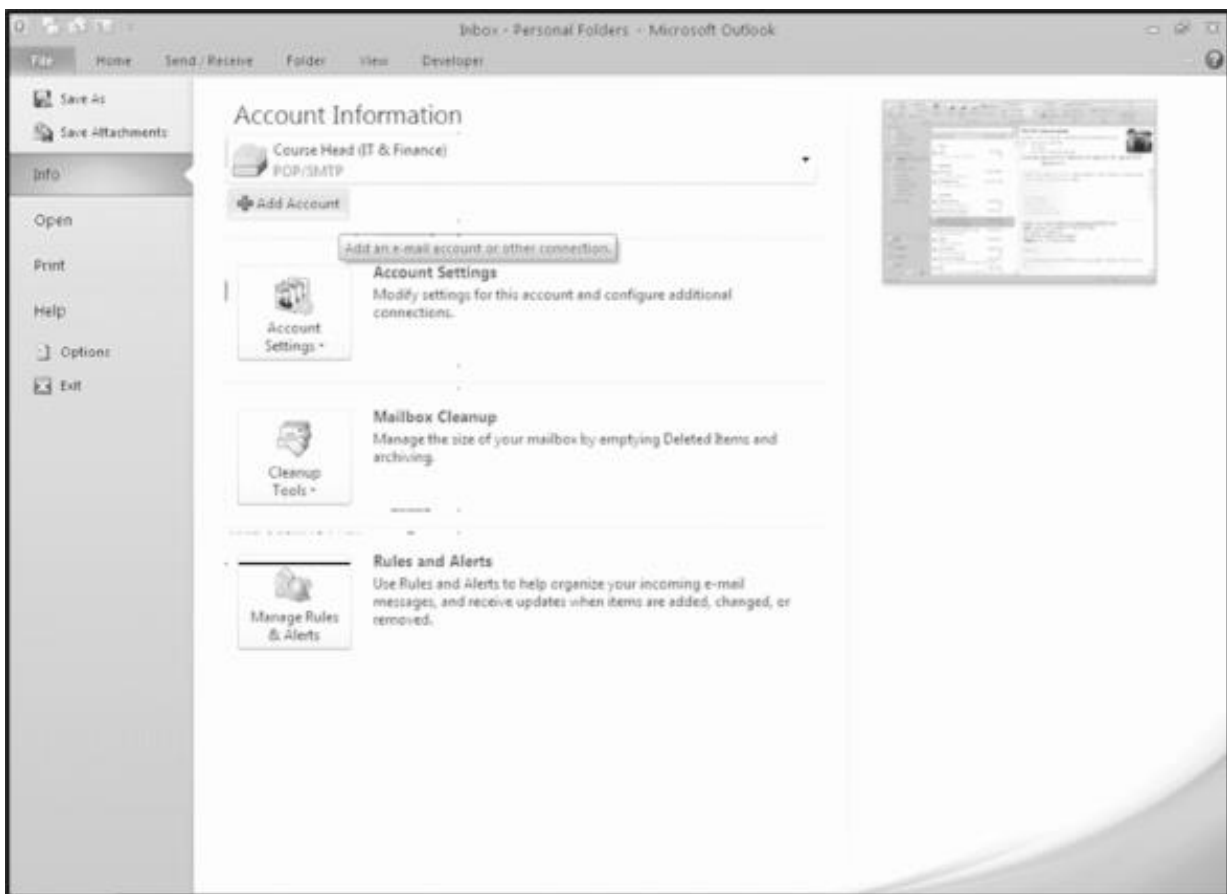 Inbox - Personal Folders - Microsoft Outlook
File Home Send / Receive Folder View Developer
Save As
Save Attachments
Info
Open
Print
Help
Options
Exit
Account Information
Course Head (IT & Finance)
POP/SMTP
Add Account
Add an e-mail account or other connection.
Account Settings
Account Settings
Modify settings for this account and configure additional
connections.
Cleanup
Tools
Mailbox Cleanup
Manage the size of your mailbox by emptying Deleted Items and
archiving.
Manage Rules
& Alerts
Rules and Alerts
Use Rules and Alerts to help organize your incoming e-mail
messages, and receive updates when items are added, changed, or
removed.